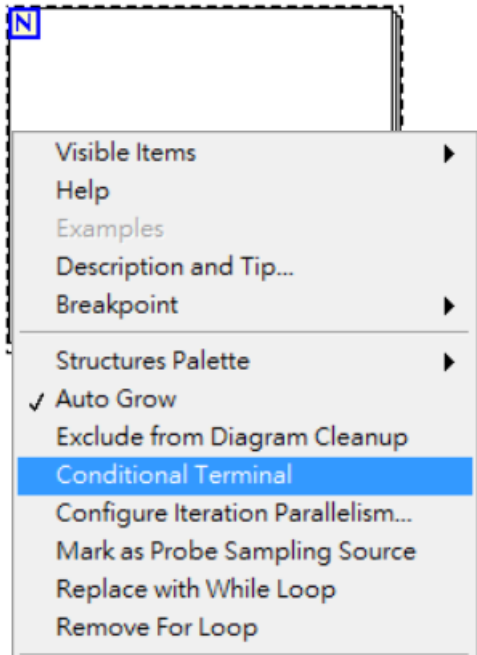 N
Visible Items
Help
Examples
Description and Tip...
Breakpoint
Structures Palette
Auto Grow
Exclude from Diagram Cleanup
Conditional Terminal
Configure Iteration Parallelism...
Mark as Probe Sampling Source
Replace with While Loop
Remove For Loop